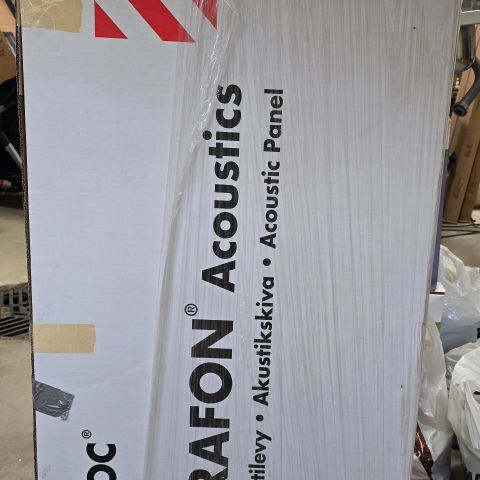 OC®
RAFON® Acoustics
tilevy • Akustikskiva • Acoustic Panel